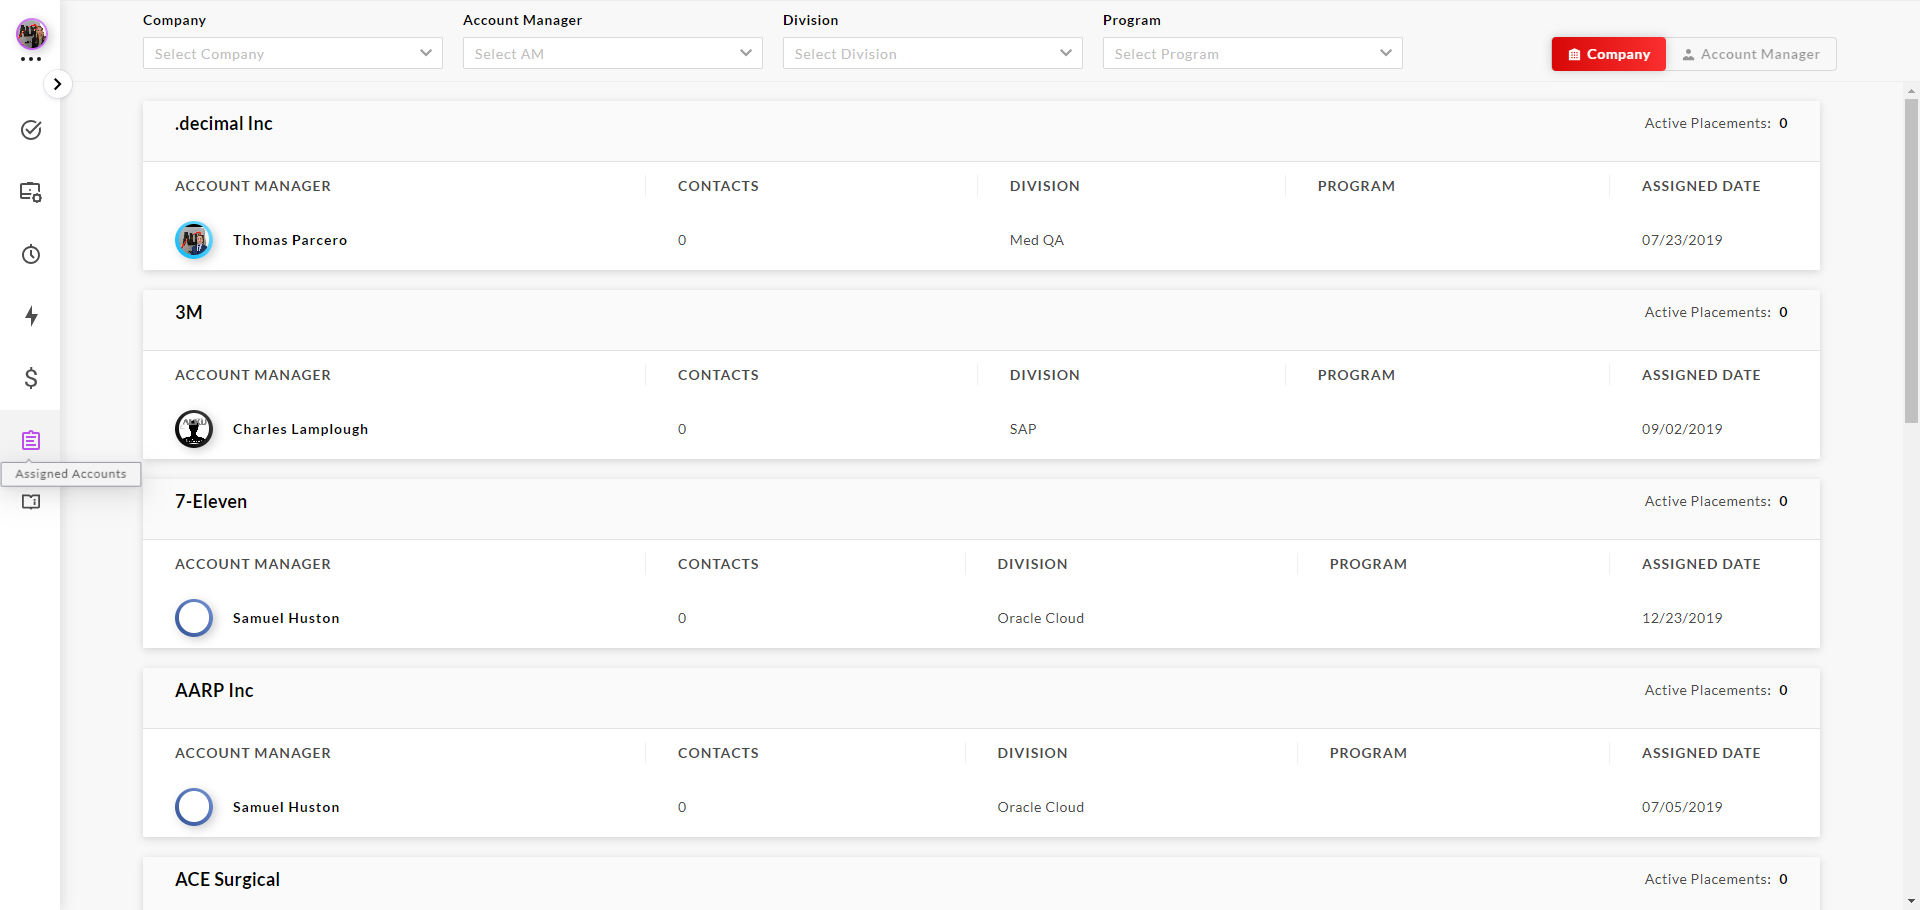 Company
Account Manager
Division
Program
Select Company
Select AM
Select Division
Select Program
Company
Account Manager
.decimal Inc
Active Placements: 0
ACCOUNT MANAGER
CONTACTS
DIVISION
PROGRAM
ASSIGNED DATE
Thomas Parcero
0
Med QA
07/23/2019
3M
Active Placements: 0
ACCOUNT MANAGER
CONTACTS
DIVISION
PROGRAM
ASSIGNED DATE
Charles Lamplough
0
SAP
09/02/2019
Assigned Accounts
7-Eleven
Active Placements: 0
ACCOUNT MANAGER
CONTACTS
DIVISION
PROGRAM
ASSIGNED DATE
Samuel Huston
0
Oracle Cloud
12/23/2019
AARP Inc
Active Placements: 0
ACCOUNT MANAGER
CONTACTS
DIVISION
PROGRAM
ASSIGNED DATE
Samuel Huston
0
Oracle Cloud
07/05/2019
ACE Surgical
Active Placements: 0